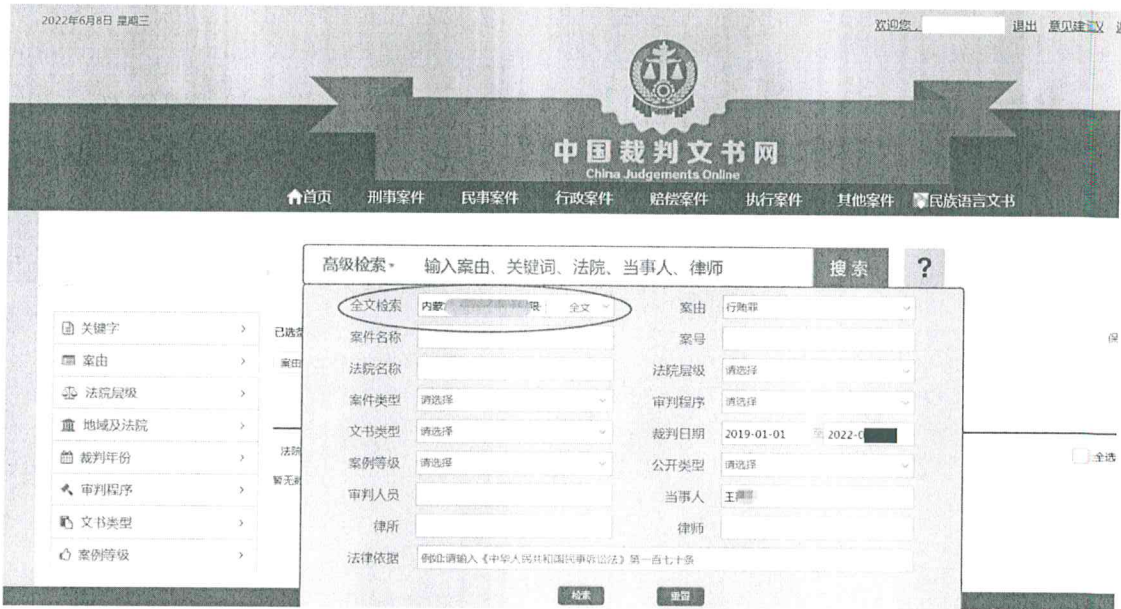 2022年6月8日 星期三
欢迎您， 退出 意见建议
中国裁判文书网
China Judgements Online
首页 刑事案件 民事案件 行政案件 赔偿案件 执行案件 其他案件 民族语言文书
高级检索 输入案由、关键词、法院、当事人、律师 搜索 ?
全文检索 内蒙 限 全文 案由 行贿罪
案件名称 案号
法院名称 法院层级 请选择
案件类型 请选择 审判程序 请选择
文书类型 请选择 裁判日期 2019-01-01 至 2022-0
案例等级 请选择 公开类型 请选择
审判人员 当事人 王
律所 律师
法律依据 例如:请输入《中华人民共和国民事诉讼法》第一百七十条
检索 重置
关键字
案由
法院层级
地域及法院
裁判年份
审判程序
文书类型
案例等级
已选
案由
法院
暂无
保
全选